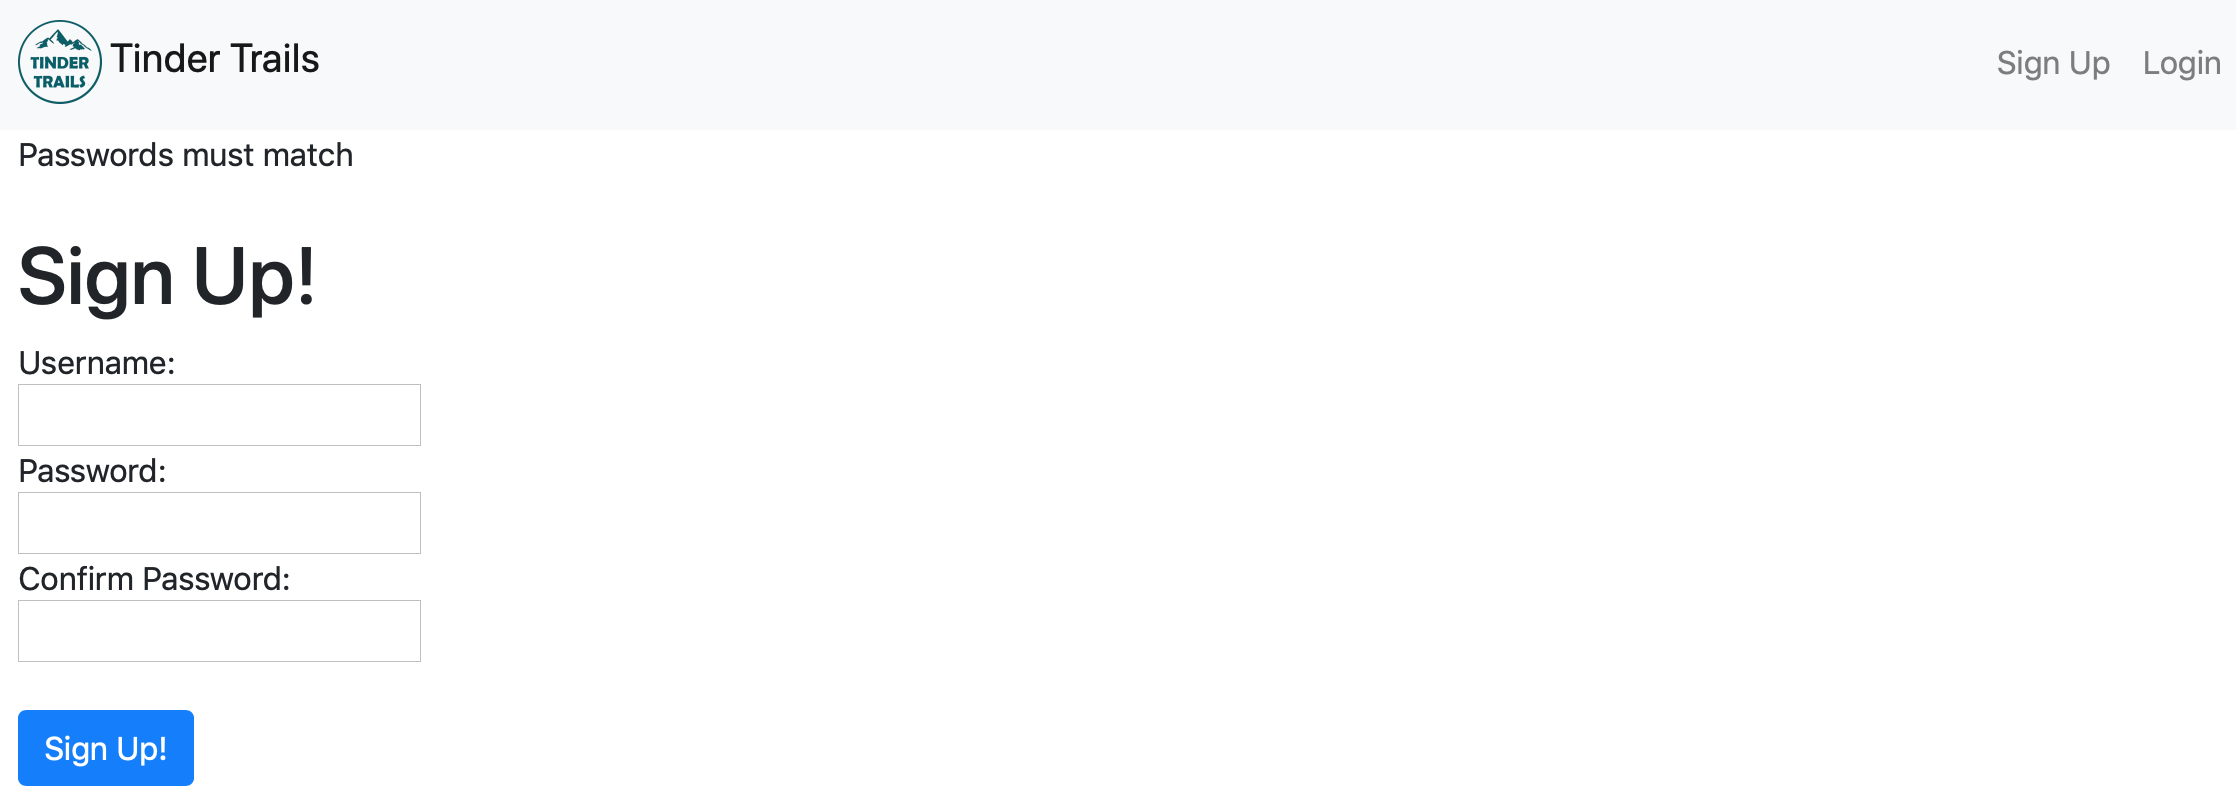 TINDER
TRAILS
Tinder Trails
Sign Up
Login
Passwords must match
Sign Up!
Username:
Password:
Confirm Password:
Sign Up!